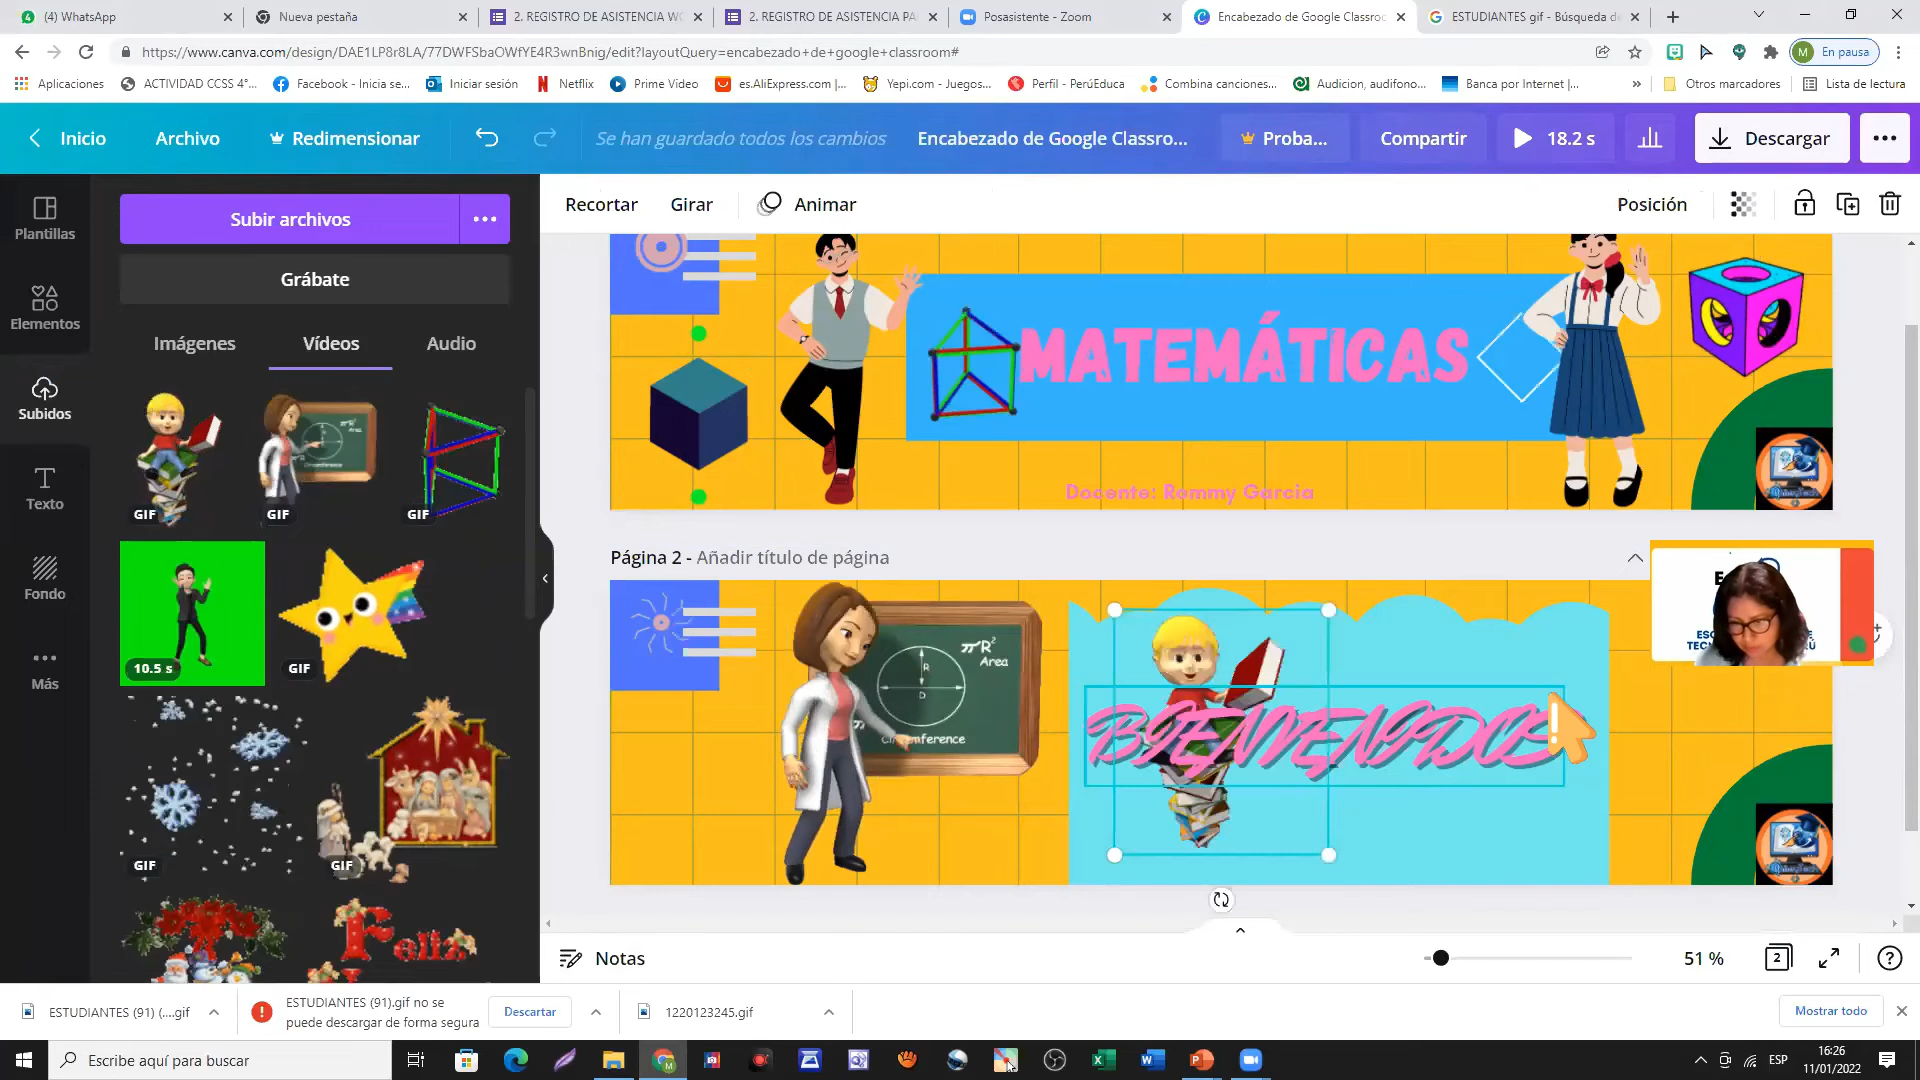 (4) WhatsApp
Nueva pestaña
2. REGISTRO DE ASISTENCIA
2. REGISTRO DE ASISTENCIA
Posasistente - Zoom
Encabezado de Google Classroo
ESTUDIANTES gif - Búsqueda d
https://www.canva.com/design/DAE1LP8r8LA/77DWFSbaOWfYE4R3wnBnig/edit?layoutQuery=encabezado+de+google+classroom#
M
En pausa
Aplicaciones
ACTIVIDAD CCSS 4°...
Facebook - Inicia se...
Iniciar sesión
Netflix
Prime Video
es.AliExpress.com |...
Yepi.com - Juegos...
Perfil - PerúEduca
Combina canciones...
Audicion, audifono...
Banca por Internet |...
Otros marcadores
Lista de lectura
Inicio
Archivo
Redimensionar
Se han guardado todos los cambios
Encabezado de Google Classro...
Proba...
Compartir
18.2 s
Descargar
Plantillas
Elementos
Subidos
Texto
Fondo
Más
Subir archivos
Grábate
Imágenes
Vídeos
Audio
GIF
GIF
GIF
10.5 s
GIF
GIF
GIF
Feliz
Recortar
Girar
Animar
Posición
MATEMÁTICAS
Docente: Rommy Garcia
Página 2 - Añadir título de página
πR²
Area
R
D
Circumference
BIENVENIDOS
!
Notas
51 %
2
ESTUDIANTES (91) (....gif
ESTUDIANTES (91).gif no se
puede descargar de forma segura
Descartar
1220123245.gif
Mostrar todo
Escribe aquí para buscar
ESP
16:26
11/01/2022